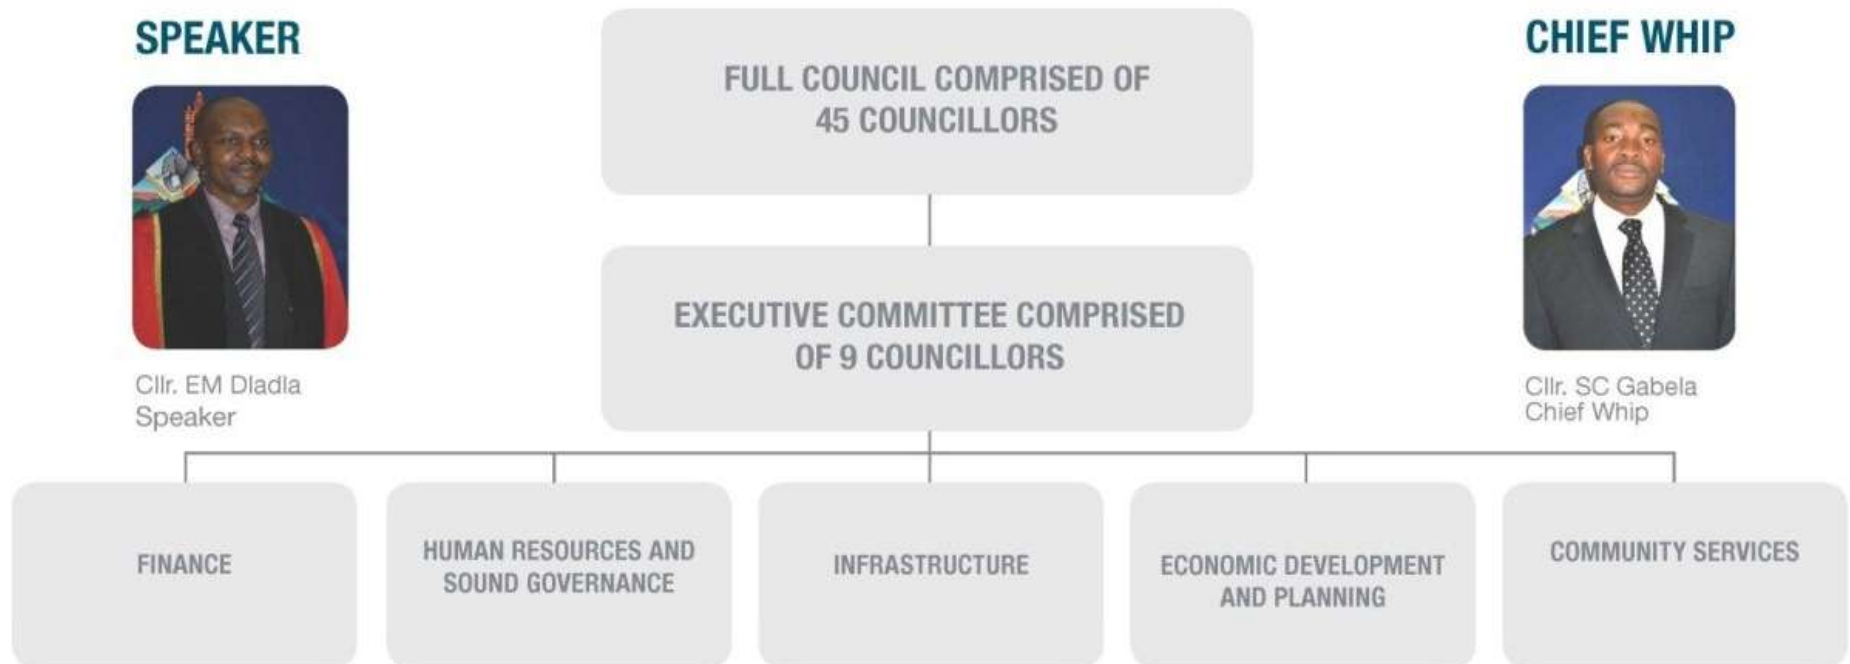 SPEAKER
Cllr. EM Dladla
Speaker
FULL COUNCIL COMPRISED OF
45 COUNCILLORS
EXECUTIVE COMMITTEE COMPRISED
OF 9 COUNCILLORS
CHIEF WHIP
Cllr. SC Gabela
Chief Whip
FINANCE
HUMAN RESOURCES AND
SOUND GOVERNANCE
INFRASTRUCTURE
ECONOMIC DEVELOPMENT
AND PLANNING
COMMUNITY SERVICES